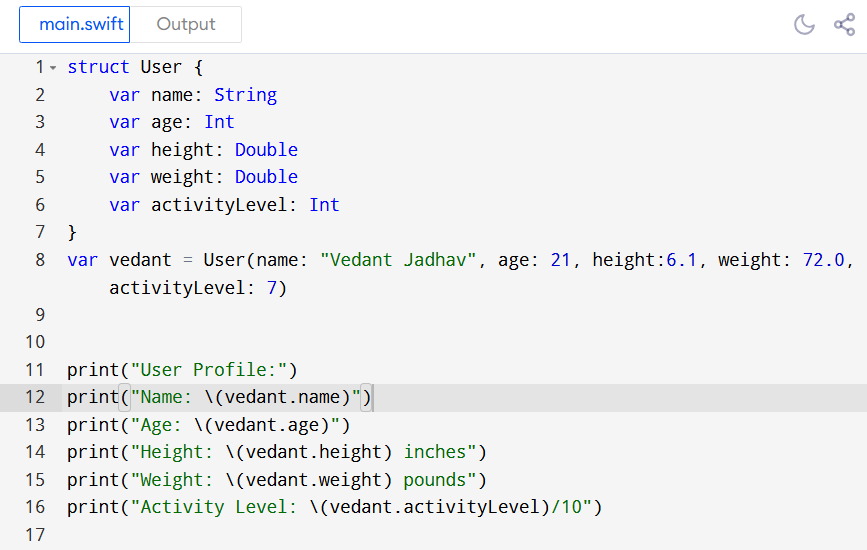 main.swift Output
1 struct User {
2     var name: String
3     var age: Int
4     var height: Double
5     var weight: Double
6     var activityLevel: Int
7 }
8 var vedant = User(name: "Vedant Jadhav", age: 21, height:6.1, weight: 72.0,
    activityLevel: 7)
9
10
11 print("User Profile:")
12 print("Name: \(vedant.name)")
13 print("Age: \(vedant.age)")
14 print("Height: \(vedant.height) inches")
15 print("Weight: \(vedant.weight) pounds")
16 print("Activity Level: \(vedant.activityLevel)/10")
17